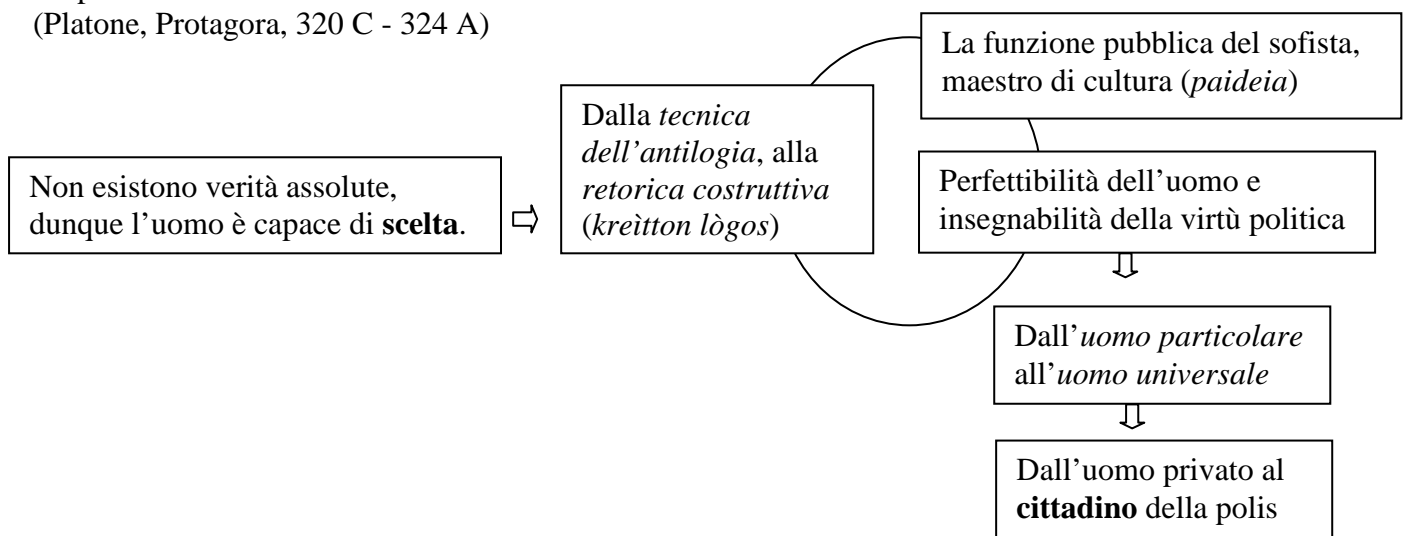 (Platone, Protagora, 320 C - 324 A)
La funzione pubblica del sofista,
maestro di cultura (paideia)
Dalla tecnica
dell’antilogia, alla
retorica costruttiva
(kreìtton lògos)
Non esistono verità assolute,
dunque l’uomo è capace di scelta.
Perfettibilità dell’uomo e
insegnabilità della virtù politica
Dall’uomo particolare
all’uomo universale
Dall’uomo privato al
cittadino della polis